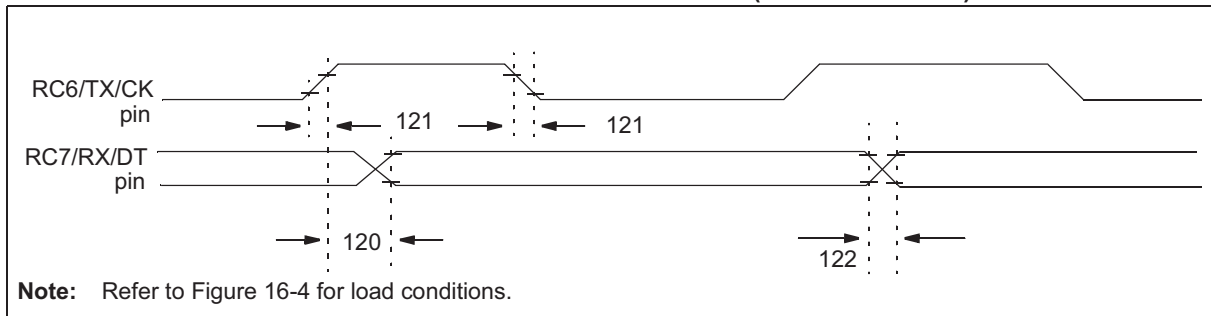 RC6/TX/CK
pin
121
121
RC7/RX/DT
pin
120
122
Note: Refer to Figure 16-4 for load conditions.